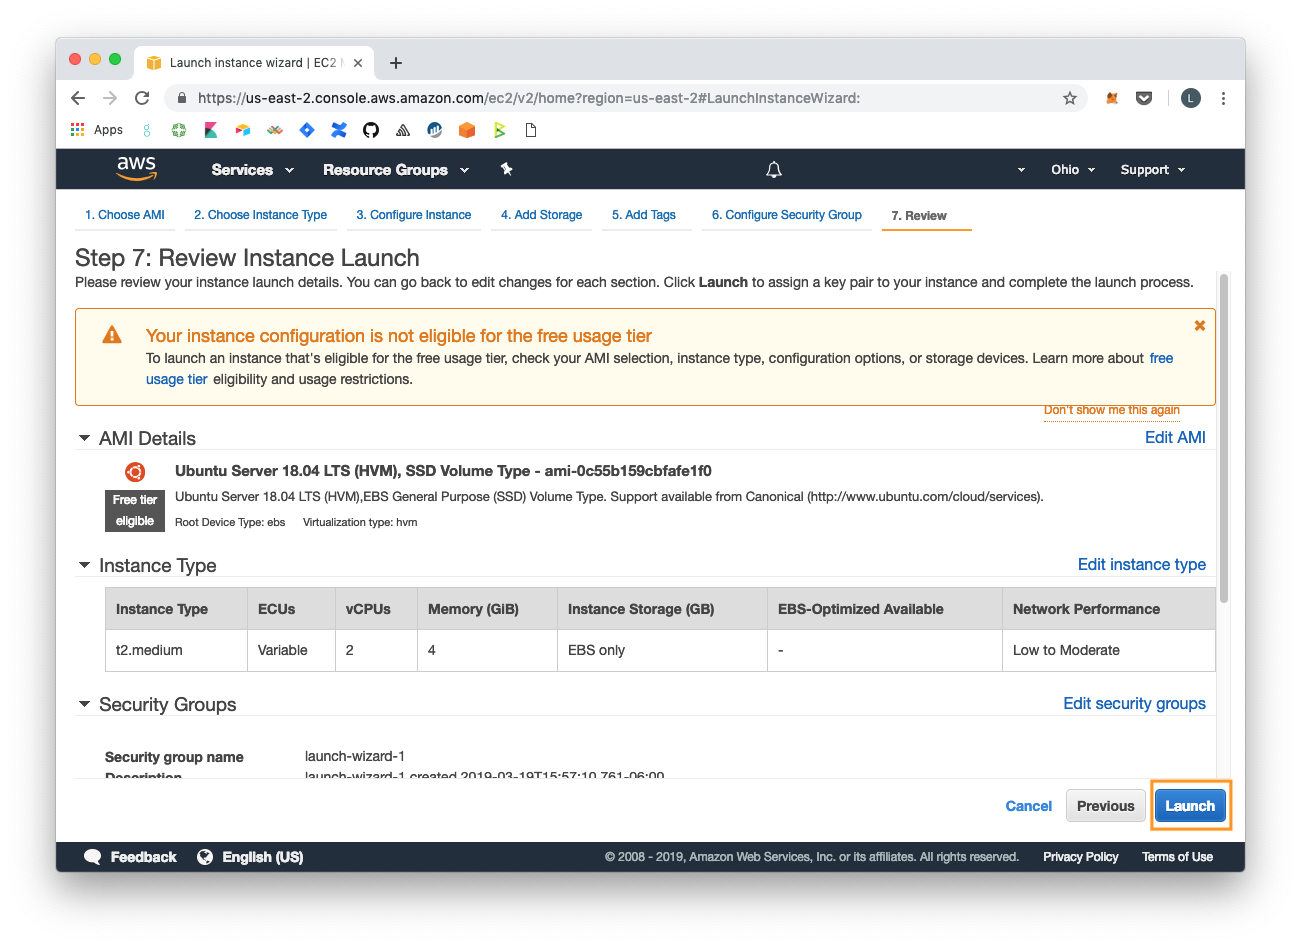 Launch instance wizard | EC2 M
https://us-east-2.console.aws.amazon.com/ec2/v2/home?region=us-east-2#LaunchInstanceWizard:
L
Apps
aws
Services
Resource Groups
Ohio
Support
1. Choose AMI
2. Choose Instance Type
3. Configure Instance
4. Add Storage
5. Add Tags
6. Configure Security Group
7. Review
Step 7: Review Instance Launch
Please review your instance launch details. You can go back to edit changes for each section. Click Launch to assign a key pair to your instance and complete the launch process.
Your instance configuration is not eligible for the free usage tier
To launch an instance that's eligible for the free usage tier, check your AMI selection, instance type, configuration options, or storage devices. Learn more about free
usage tier eligibility and usage restrictions.
Don't show me this again
AMI Details
Edit AMI
Ubuntu Server 18.04 LTS (HVM), SSD Volume Type - ami-0c55b159cbfafe1f0
Free tier
eligible
Ubuntu Server 18.04 LTS (HVM),EBS General Purpose (SSD) Volume Type. Support available from Canonical (http://www.ubuntu.com/cloud/services).
Root Device Type: ebs Virtualization type: hvm
Instance Type
Edit instance type
Instance Type ECUs vCPUs Memory (GiB) Instance Storage (GB) EBS-Optimized Available Network Performance
t2.medium Variable 2 4 EBS only - Low to Moderate
Security Groups
Edit security groups
Security group name launch-wizard-1
Description launch-wizard-1 created 2019-03-19T15:57:10.761-06:00
Cancel
Previous
Launch
Feedback
English (US)
© 2008 - 2019, Amazon Web Services, Inc. or its affiliates. All rights reserved.
Privacy Policy
Terms of Use